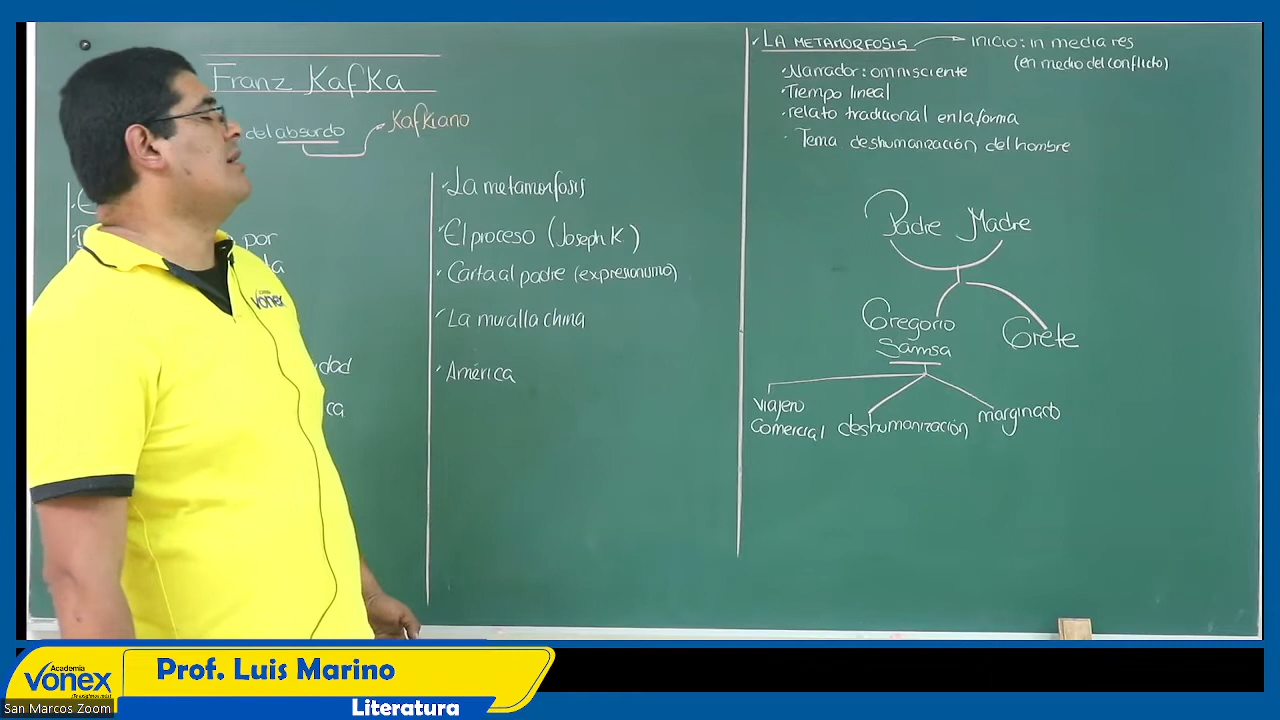 Franz Kafka
del absurdo
Kafkiano
por
la
dad
ca
La metamorfosis
El proceso (Joseph K.)
Carta al padre (expresionismo)
La muralla china
América
LA METAMORFOSIS
inicio: in media res
(en medio del conflicto)
Narrador: omnisciente
Tiempo lineal
relato tradicional en la forma
Tema deshumanización del hombre
Padre Madre
Gregorio
Samsa
Grete
viajero
comercial
deshumanización
marginado
vonex
Academia
vonex
Prof. Luis Marino
Literatura
San Marcos Zoom